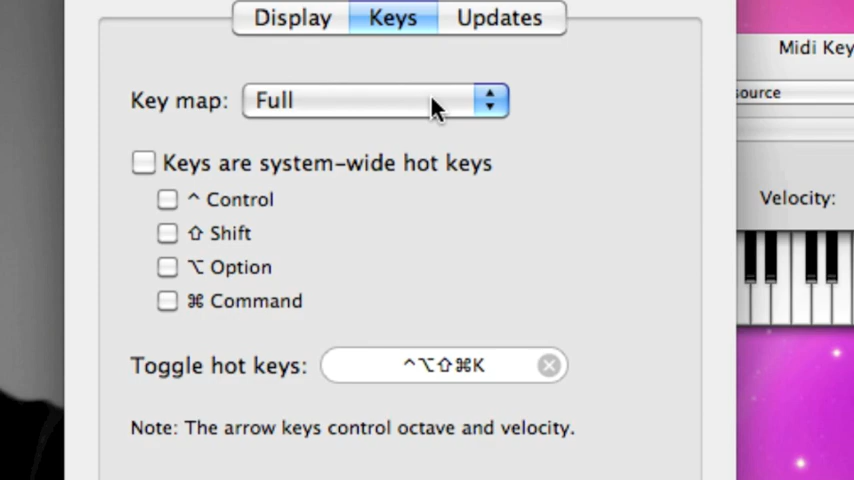 Display Keys Updates
Midi Key
Key map: Full
source
Keys are system-wide hot keys
^ Control
Velocity:
⇧ Shift
⌥ Option
⌘ Command
Toggle hot keys: ^⌥⇧⌘K
Note: The arrow keys control octave and velocity.